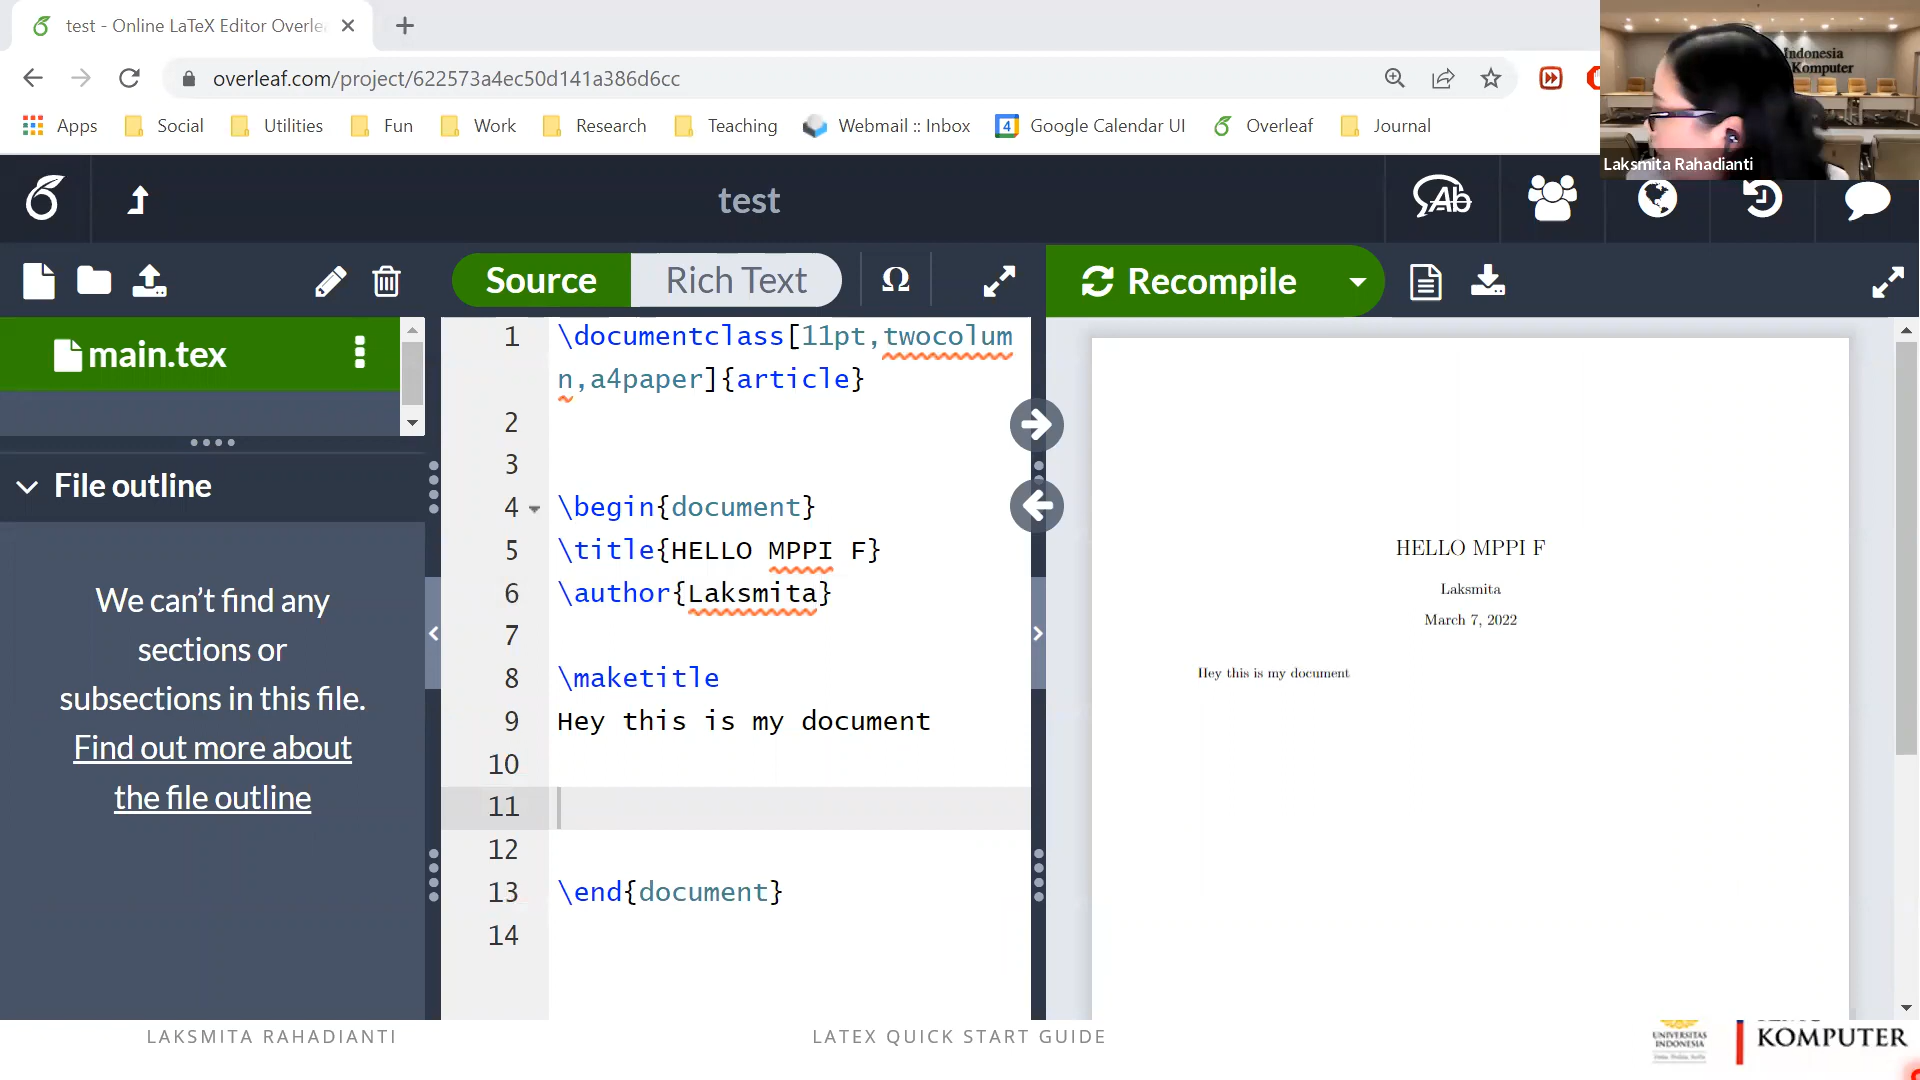 test - Online LaTeX Editor Overle
overleaf.com/project/622573a4ec50d141a386d6cc
Apps Social Utilities Fun Work Research Teaching Webmail :: Inbox 4 Google Calendar UI Overleaf Journal
Indonesia
Komputer
Laksmita Rahadianti
test
Ab
Source Rich Text Ω Recompile
main.tex
File outline
We can't find any
sections or
subsections in this file.
Find out more about
the file outline
1 \documentclass[11pt,twocolum
n,a4paper]{article}
2
3
4 \begin{document}
5 \title{HELLO MPPI F}
6 \author{Laksmita}
7
8 \maketitle
9 Hey this is my document
10
11
12
13 \end{document}
14
HELLO MPPI F
Laksmita
March 7, 2022
Hey this is my document
LAKSMITA RAHADIANTI
LATEX QUICK START GUIDE
UNIVERSITAS
INDONESIA
KOMPUTER